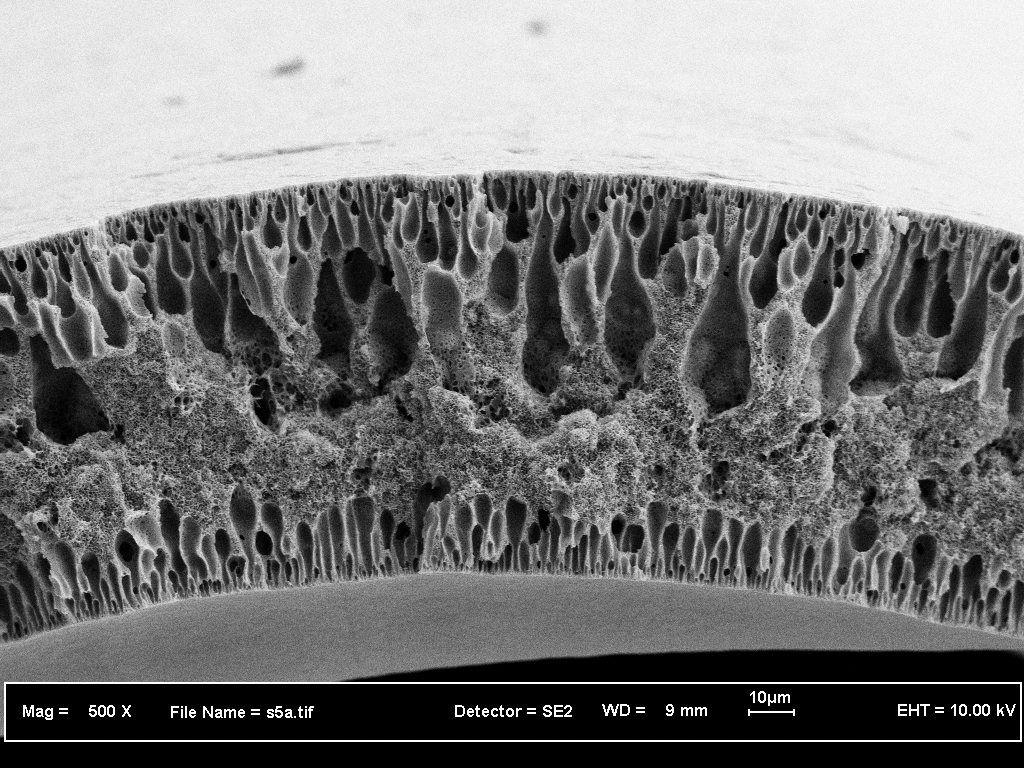 10µm
Mag = 500 X File Name = s5a.tif Detector = SE2 WD = 9 mm EHT = 10.00 kV